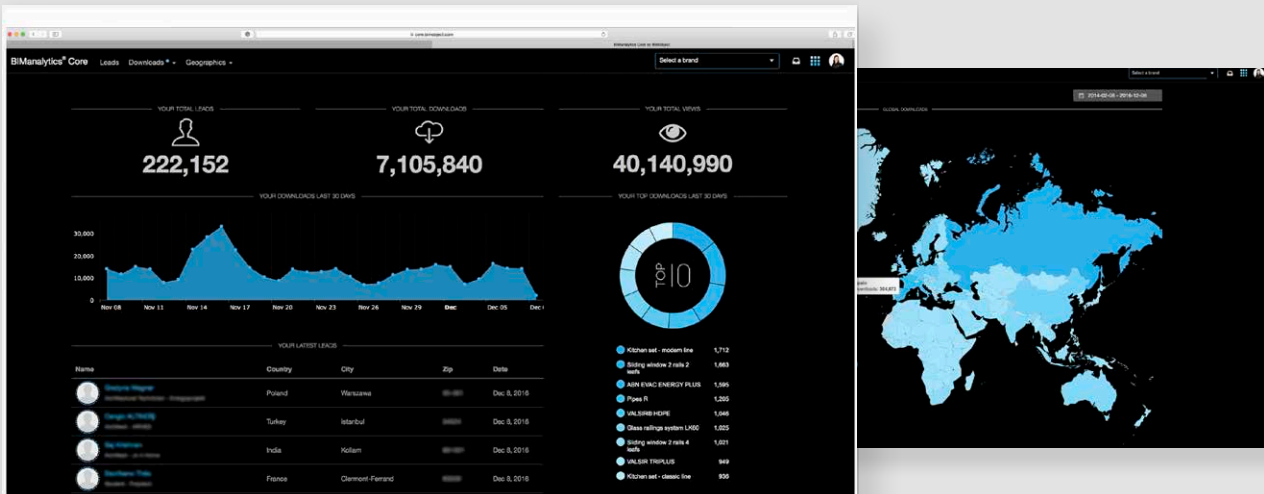 core.bimobject.com
BIManalytics® Core
Leads
Downloads
Geographics
Select a brand
YOUR TOTAL LEADS
YOUR TOTAL DOWNLOADS
YOUR TOTAL VIEWS
222,152
7,105,840
40,140,990
YOUR DOWNLOADS LAST 30 DAYS
YOUR TOP DOWNLOADS LAST 30 DAYS
30,000
20,000
10,000
0
Nov 08
Nov 11
Nov 14
Nov 17
Nov 20
Nov 23
Nov 26
Nov 29
Dec
Dec 05
Dec
TOP
10
Kitchen set - modern line 1,712
Sliding window 2 rails 2
leafs
1,663
ABN EVAC ENERGY PLUS 1,595
Pipes R 1,205
VALSIR® HDPE 1,046
Glass railings system LK60 1,025
Sliding window 2 rails 4
leafs
1,021
VALSIR TRIPLUS 949
Kitchen set - classic line 936
YOUR LATEST LEADS
Name Country City Zip Date
Poland Warszawa Dec 8, 2016
Turkey Istanbul Dec 8, 2016
India Kollam Dec 8, 2016
France Clermont-Ferrand Dec 8, 2016
Select a brand
2014-02-08 - 2016-12-08
GLOBAL DOWNLOADS